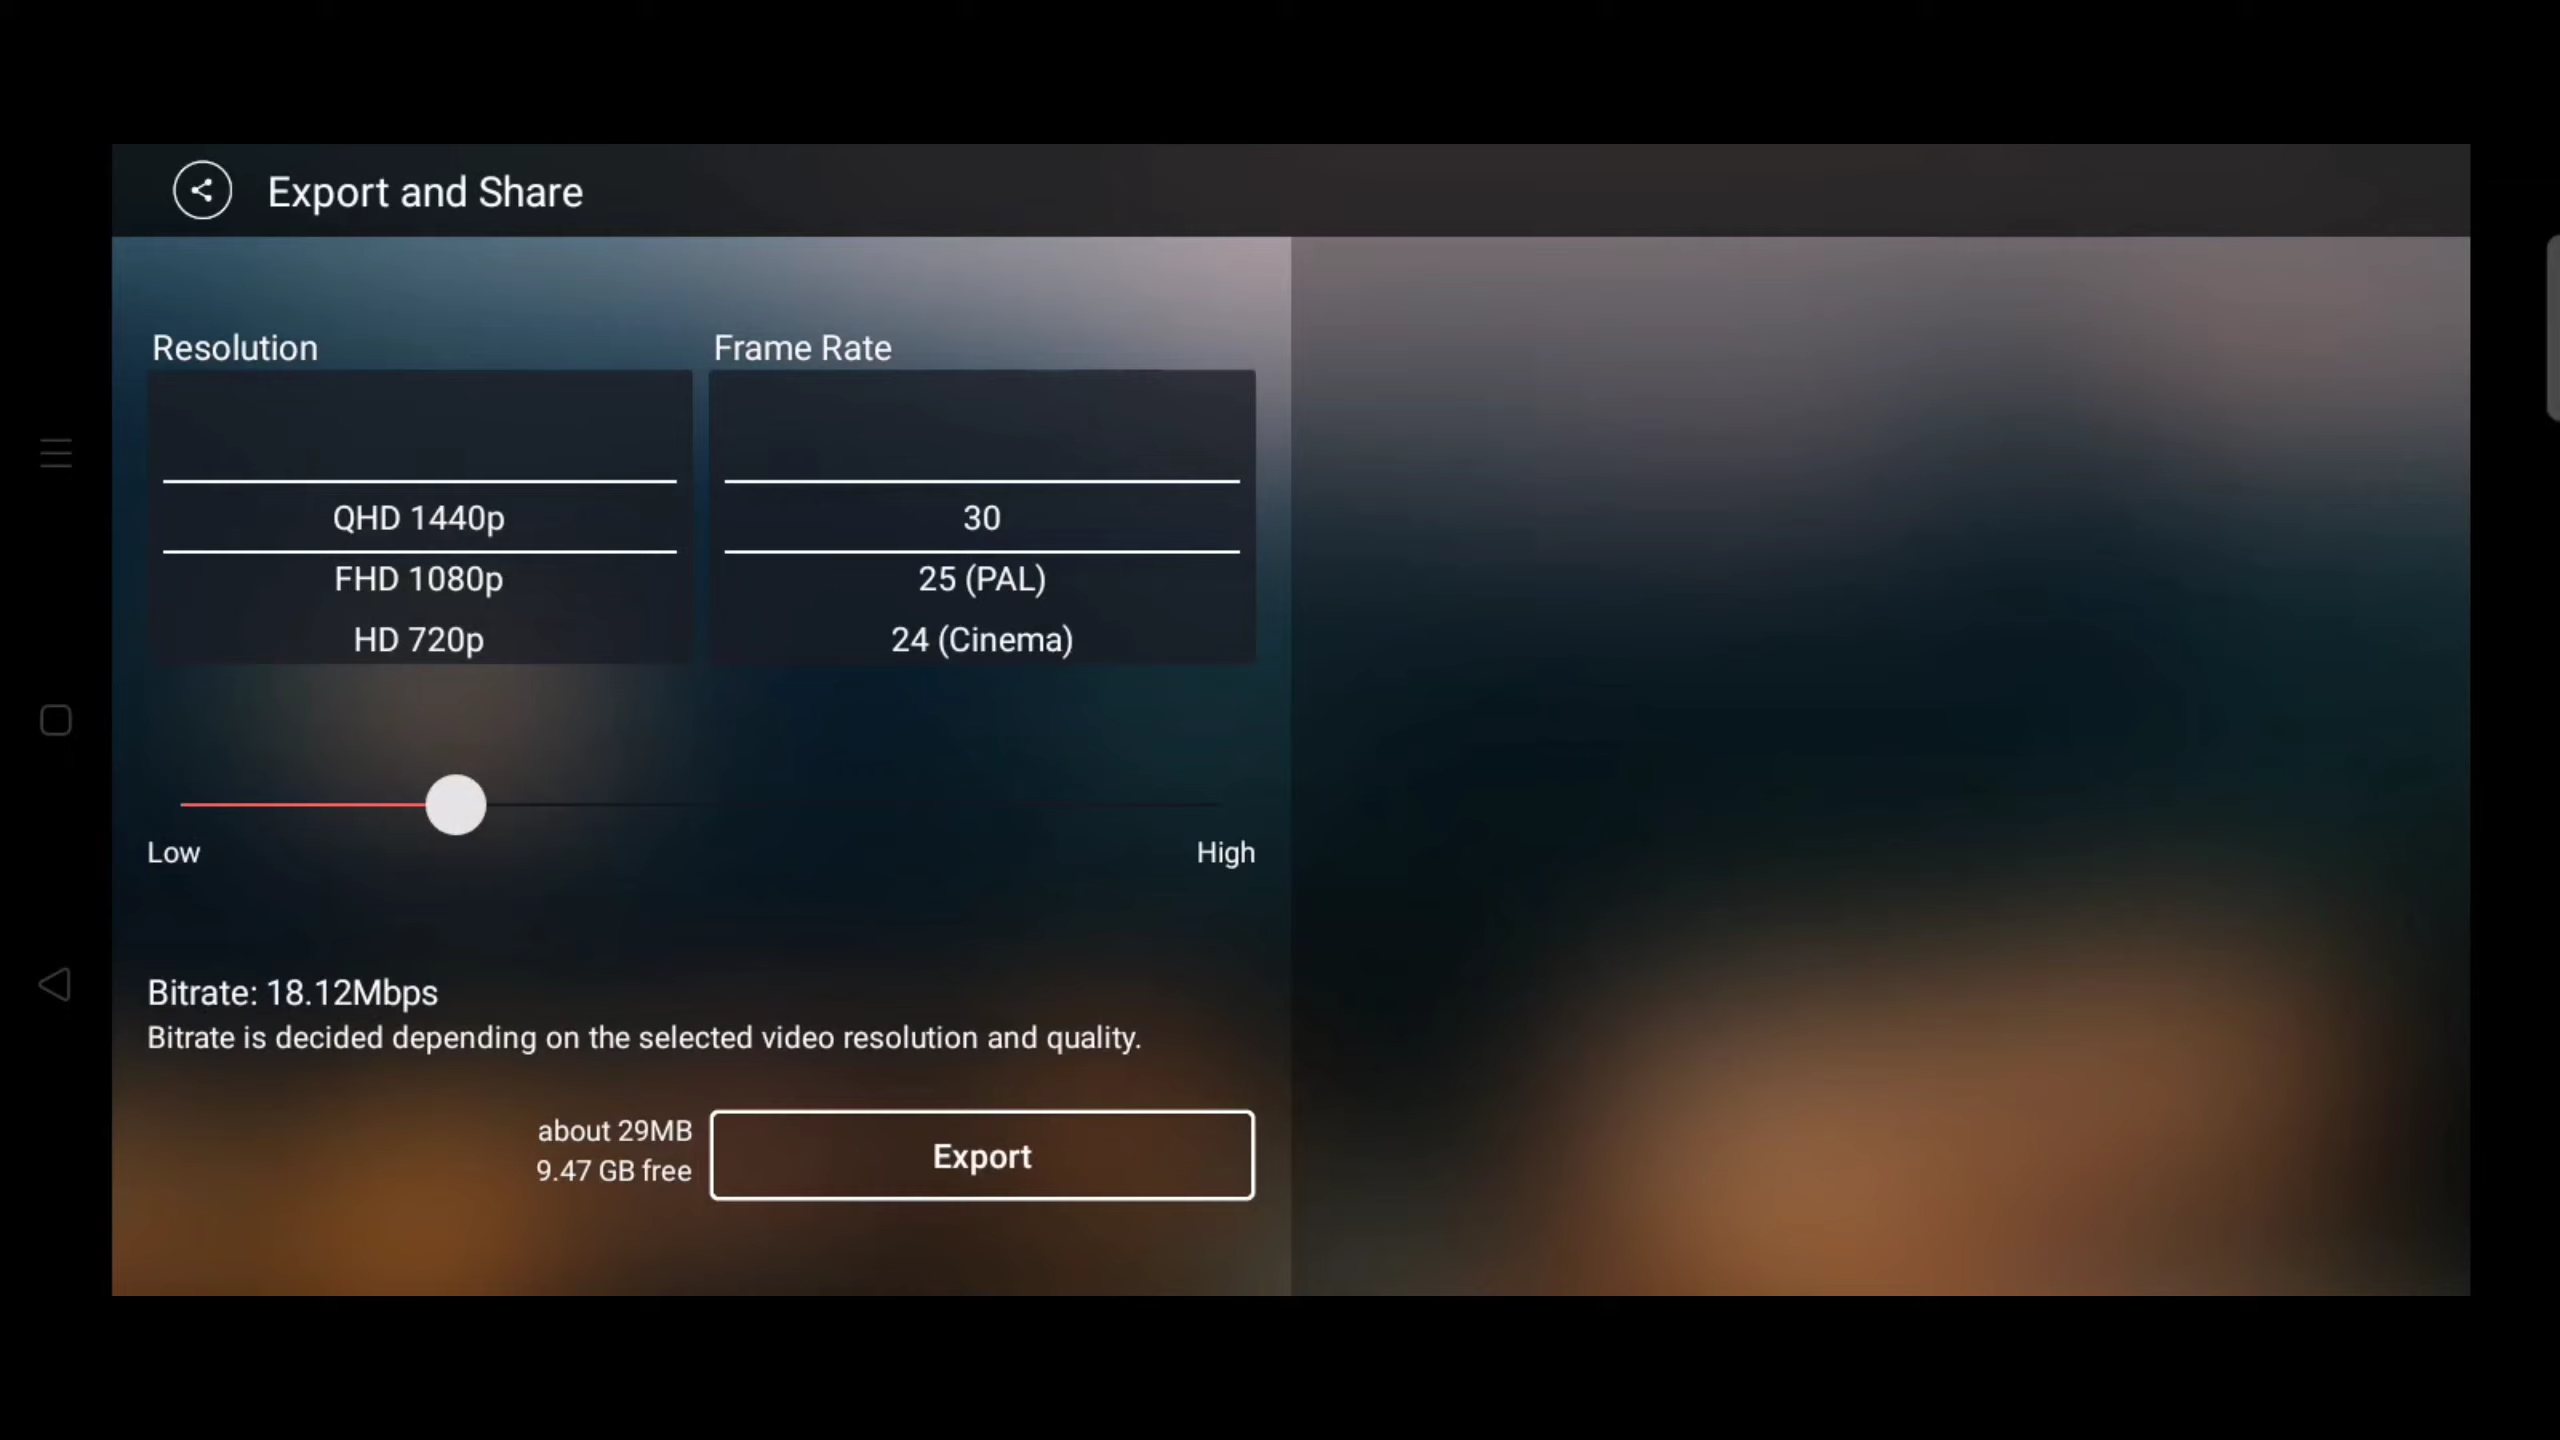 Export and Share
Resolution
Frame Rate
QHD 1440p
FHD 1080p
HD 720p
30
25 (PAL)
24 (Cinema)
Low
High
Bitrate: 18.12Mbps
Bitrate is decided depending on the selected video resolution and quality.
about 29MB
9.47 GB free
Export